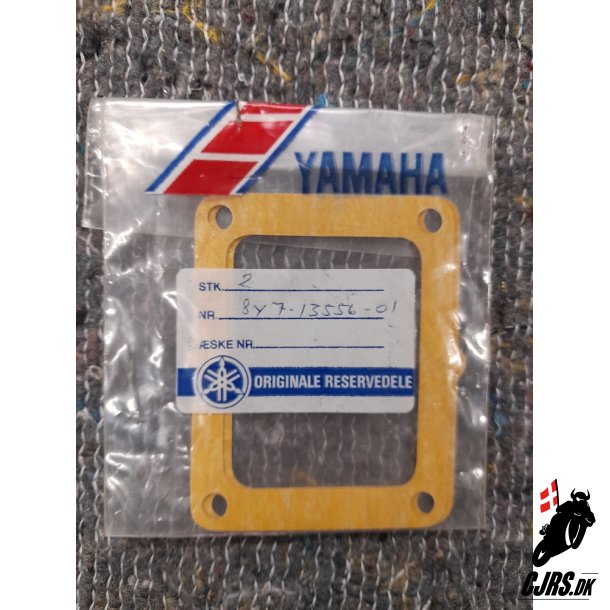 YAMAHA
STK. 2
NR. 8Y7-13556-01
ÆSKE NR.
ORIGINALE RESERVEDELE
CJRS.DK